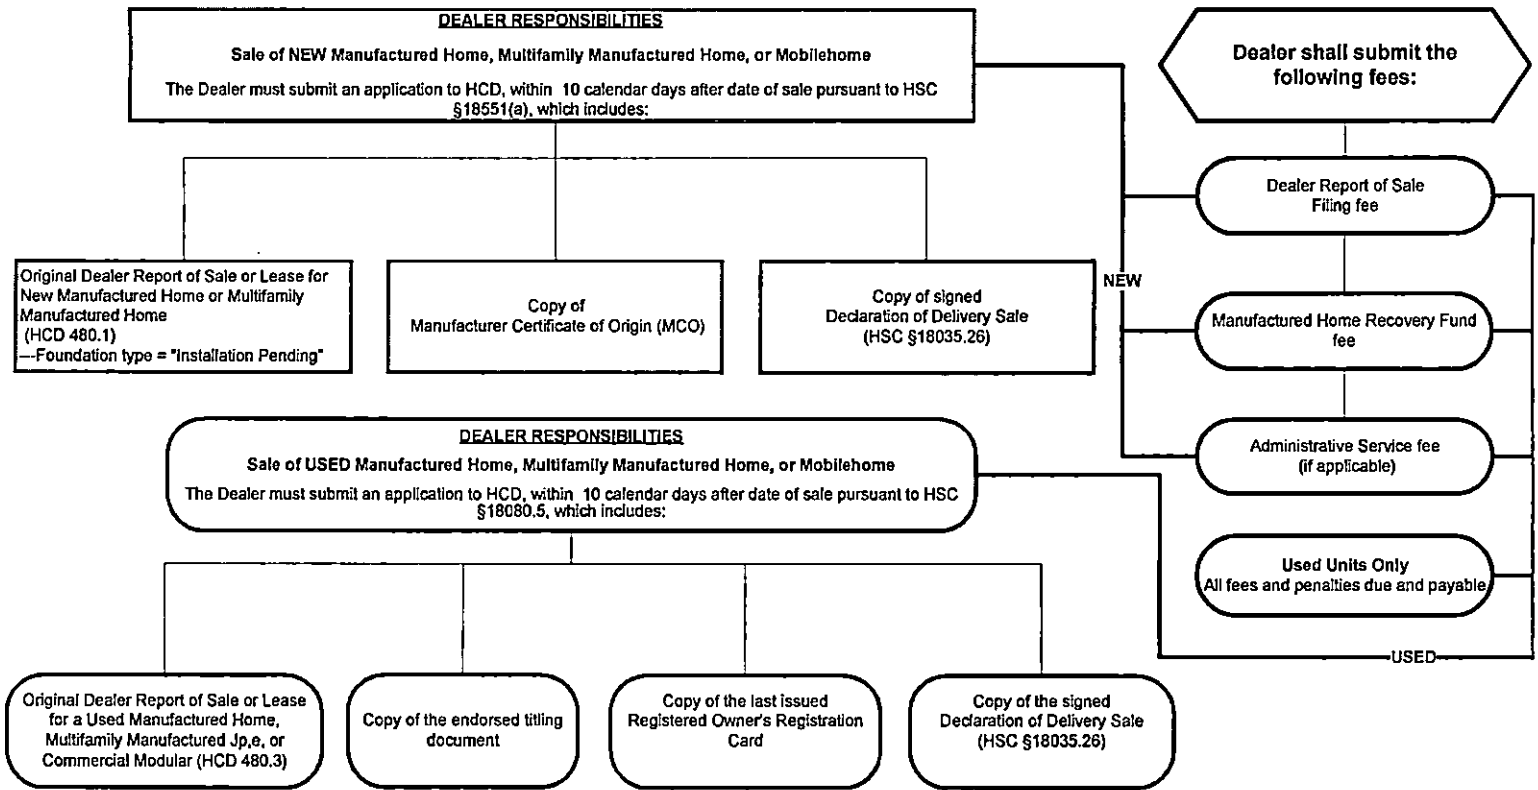 DEALER RESPONSIBILITIES
Sale of NEW Manufactured Home, Multifamily Manufactured Home, or Mobilehome
The Dealer must submit an application to HCD, within 10 calendar days after date of sale pursuant to HSC
§18551(a), which includes:
Dealer shall submit the
following fees:
Dealer Report of Sale
Filing fee
Original Dealer Report of Sale or Lease for
New Manufactured Home or Multifamily
Manufactured Home
(HCD 480.1)
---Foundation type = "Installation Pending"
Copy of
Manufacturer Certificate of Origin (MCO)
Copy of signed
Declaration of Delivery Sale
(HSC §18035.26)
NEW
Manufactured Home Recovery Fund
fee
DEALER RESPONSIBILITIES
Sale of USED Manufactured Home, Multifamily Manufactured Home, or Mobilehome
The Dealer must submit an application to HCD, within 10 calendar days after date of sale pursuant to HSC
§18080.5, which includes:
Administrative Service fee
(if applicable)
Used Units Only
All fees and penalties due and payable
USED
Original Dealer Report of Sale or Lease
for a Used Manufactured Home,
Multifamily Manufactured Jp,e, or
Commercial Modular (HCD 480.3)
Copy of the endorsed titling
document
Copy of the last issued
Registered Owner's Registration
Card
Copy of the signed
Declaration of Delivery Sale
(HSC §18035.26)